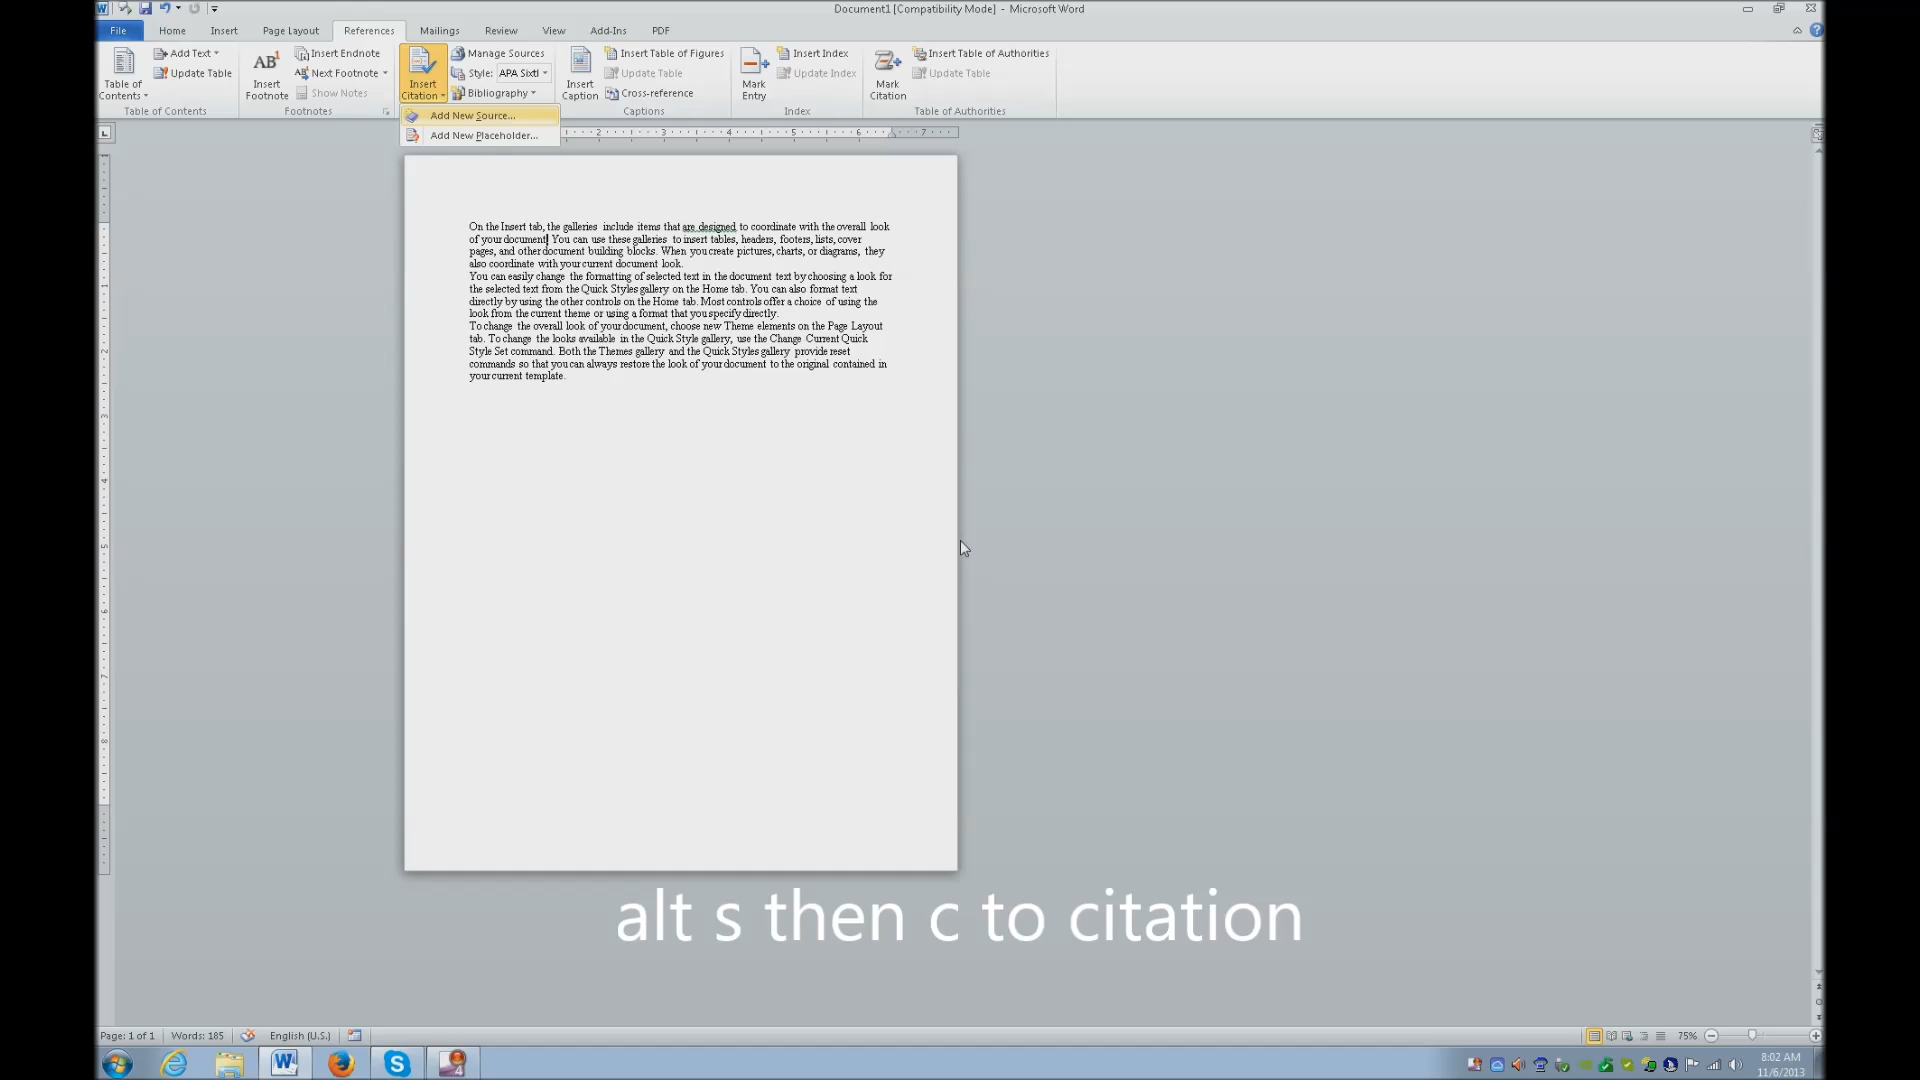 Document1 [Compatibility Mode] - Microsoft Word
File Home Insert Page Layout References Mailings Review View Add-Ins PDF
Table of Contents
Add Text
Update Table
Table of Contents
AB1
Insert Footnote
Insert Endnote
AB Next Footnote
Show Notes
Footnotes
Insert Citation
Manage Sources
Style: APA Sixth
Bibliography
Add New Source...
Add New Placeholder...
Insert Caption
Insert Table of Figures
Update Table
Cross-reference
Captions
Mark Entry
Insert Index
Update Index
Index
Mark Citation
Insert Table of Authorities
Update Table
Table of Authorities
2 3 4 5 6 7
On the Insert tab, the galleries include items that are designed to coordinate with the overall look
of your document. You can use these galleries to insert tables, headers, footers, lists, cover
pages, and other document building blocks. When you create pictures, charts, or diagrams, they
also coordinate with your current document look.
You can easily change the formatting of selected text in the document text by choosing a look for
the selected text from the Quick Styles gallery on the Home tab. You can also format text
directly by using the other controls on the Home tab. Most controls offer a choice of using the
look from the current theme or using a format that you specify directly.
To change the overall look of your document, choose new Theme elements on the Page Layout
tab. To change the looks available in the Quick Style gallery, use the Change Current Quick
Style Set command. Both the Themes gallery and the Quick Styles gallery provide reset
commands so that you can always restore the look of your document to the original contained in
your current template.
alt s then c to citation
Page: 1 of 1 Words: 185 English (U.S.) 75%
8:02 AM
11/6/2013